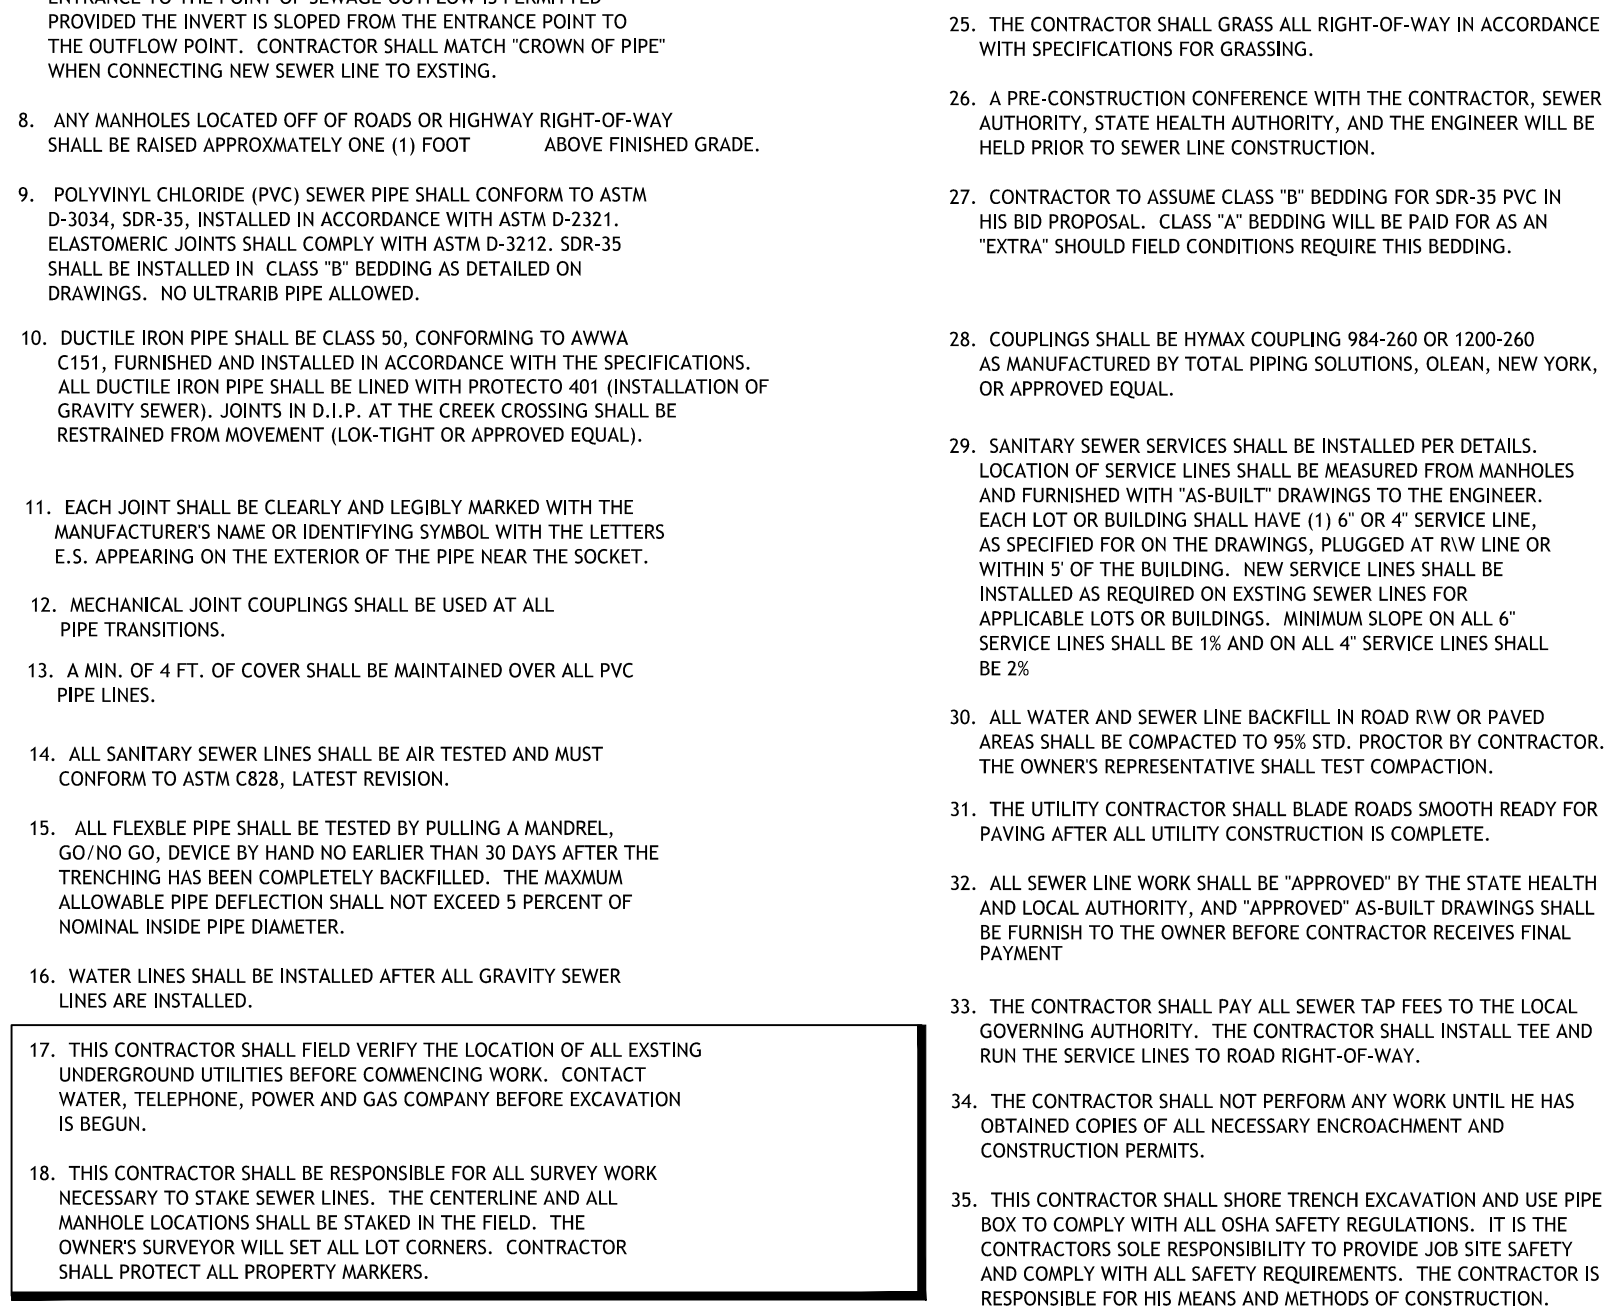 ENTRANCE TO THE POINT OF SEWAGE OUTFLOW IS PERMITTED
PROVIDED THE INVERT IS SLOPED FROM THE ENTRANCE POINT TO
THE OUTFLOW POINT. CONTRACTOR SHALL MATCH "CROWN OF PIPE"
WHEN CONNECTING NEW SEWER LINE TO EXSTING.
8. ANY MANHOLES LOCATED OFF OF ROADS OR HIGHWAY RIGHT-OF-WAY
SHALL BE RAISED APPROXMATELY ONE (1) FOOT ABOVE FINISHED GRADE.
9. POLYVINYL CHLORIDE (PVC) SEWER PIPE SHALL CONFORM TO ASTM
D-3034, SDR-35, INSTALLED IN ACCORDANCE WITH ASTM D-2321.
ELASTOMERIC JOINTS SHALL COMPLY WITH ASTM D-3212. SDR-35
SHALL BE INSTALLED IN CLASS "B" BEDDING AS DETAILED ON
DRAWINGS. NO ULTRARIB PIPE ALLOWED.
10. DUCTILE IRON PIPE SHALL BE CLASS 50, CONFORMING TO AWWA
C151, FURNISHED AND INSTALLED IN ACCORDANCE WITH THE SPECIFICATIONS.
ALL DUCTILE IRON PIPE SHALL BE LINED WITH PROTECTO 401 (INSTALLATION OF
GRAVITY SEWER). JOINTS IN D.I.P. AT THE CREEK CROSSING SHALL BE
RESTRAINED FROM MOVEMENT (LOK-TIGHT OR APPROVED EQUAL).
11. EACH JOINT SHALL BE CLEARLY AND LEGIBLY MARKED WITH THE
MANUFACTURER'S NAME OR IDENTIFYING SYMBOL WITH THE LETTERS
E.S. APPEARING ON THE EXTERIOR OF THE PIPE NEAR THE SOCKET.
12. MECHANICAL JOINT COUPLINGS SHALL BE USED AT ALL
PIPE TRANSITIONS.
13. A MIN. OF 4 FT. OF COVER SHALL BE MAINTAINED OVER ALL PVC
PIPE LINES.
14. ALL SANITARY SEWER LINES SHALL BE AIR TESTED AND MUST
CONFORM TO ASTM C828, LATEST REVISION.
15. ALL FLEXBLE PIPE SHALL BE TESTED BY PULLING A MANDREL,
GO/NO GO, DEVICE BY HAND NO EARLIER THAN 30 DAYS AFTER THE
TRENCHING HAS BEEN COMPLETELY BACKFILLED. THE MAXMUM
ALLOWABLE PIPE DEFLECTION SHALL NOT EXCEED 5 PERCENT OF
NOMINAL INSIDE PIPE DIAMETER.
16. WATER LINES SHALL BE INSTALLED AFTER ALL GRAVITY SEWER
LINES ARE INSTALLED.
17. THIS CONTRACTOR SHALL FIELD VERIFY THE LOCATION OF ALL EXSTING
UNDERGROUND UTILITIES BEFORE COMMENCING WORK. CONTACT
WATER, TELEPHONE, POWER AND GAS COMPANY BEFORE EXCAVATION
IS BEGUN.
18. THIS CONTRACTOR SHALL BE RESPONSIBLE FOR ALL SURVEY WORK
NECESSARY TO STAKE SEWER LINES. THE CENTERLINE AND ALL
MANHOLE LOCATIONS SHALL BE STAKED IN THE FIELD. THE
OWNER'S SURVEYOR WILL SET ALL LOT CORNERS. CONTRACTOR
SHALL PROTECT ALL PROPERTY MARKERS.
25. THE CONTRACTOR SHALL GRASS ALL RIGHT-OF-WAY IN ACCORDANCE
WITH SPECIFICATIONS FOR GRASSING.
26. A PRE-CONSTRUCTION CONFERENCE WITH THE CONTRACTOR, SEWER
AUTHORITY, STATE HEALTH AUTHORITY, AND THE ENGINEER WILL BE
HELD PRIOR TO SEWER LINE CONSTRUCTION.
27. CONTRACTOR TO ASSUME CLASS "B" BEDDING FOR SDR-35 PVC IN
HIS BID PROPOSAL. CLASS "A" BEDDING WILL BE PAID FOR AS AN
"EXTRA" SHOULD FIELD CONDITIONS REQUIRE THIS BEDDING.
28. COUPLINGS SHALL BE HYMAX COUPLING 984-260 OR 1200-260
AS MANUFACTURED BY TOTAL PIPING SOLUTIONS, OLEAN, NEW YORK,
OR APPROVED EQUAL.
29. SANITARY SEWER SERVICES SHALL BE INSTALLED PER DETAILS.
LOCATION OF SERVICE LINES SHALL BE MEASURED FROM MANHOLES
AND FURNISHED WITH "AS-BUILT" DRAWINGS TO THE ENGINEER.
EACH LOT OR BUILDING SHALL HAVE (1) 6" OR 4" SERVICE LINE,
AS SPECIFIED FOR ON THE DRAWINGS, PLUGGED AT R\W LINE OR
WITHIN 5' OF THE BUILDING. NEW SERVICE LINES SHALL BE
INSTALLED AS REQUIRED ON EXSTING SEWER LINES FOR
APPLICABLE LOTS OR BUILDINGS. MINIMUM SLOPE ON ALL 6"
SERVICE LINES SHALL BE 1% AND ON ALL 4" SERVICE LINES SHALL
BE 2%
30. ALL WATER AND SEWER LINE BACKFILL IN ROAD R\W OR PAVED
AREAS SHALL BE COMPACTED TO 95% STD. PROCTOR BY CONTRACTOR.
THE OWNER'S REPRESENTATIVE SHALL TEST COMPACTION.
31. THE UTILITY CONTRACTOR SHALL BLADE ROADS SMOOTH READY FOR
PAVING AFTER ALL UTILITY CONSTRUCTION IS COMPLETE.
32. ALL SEWER LINE WORK SHALL BE "APPROVED" BY THE STATE HEALTH
AND LOCAL AUTHORITY, AND "APPROVED" AS-BUILT DRAWINGS SHALL
BE FURNISH TO THE OWNER BEFORE CONTRACTOR RECEIVES FINAL
PAYMENT
33. THE CONTRACTOR SHALL PAY ALL SEWER TAP FEES TO THE LOCAL
GOVERNING AUTHORITY. THE CONTRACTOR SHALL INSTALL TEE AND
RUN THE SERVICE LINES TO ROAD RIGHT-OF-WAY.
34. THE CONTRACTOR SHALL NOT PERFORM ANY WORK UNTIL HE HAS
OBTAINED COPIES OF ALL NECESSARY ENCROACHMENT AND
CONSTRUCTION PERMITS.
35. THIS CONTRACTOR SHALL SHORE TRENCH EXCAVATION AND USE PIPE
BOX TO COMPLY WITH ALL OSHA SAFETY REGULATIONS. IT IS THE
CONTRACTORS SOLE RESPONSIBILITY TO PROVIDE JOB SITE SAFETY
AND COMPLY WITH ALL SAFETY REQUIREMENTS. THE CONTRACTOR IS
RESPONSIBLE FOR HIS MEANS AND METHODS OF CONSTRUCTION.